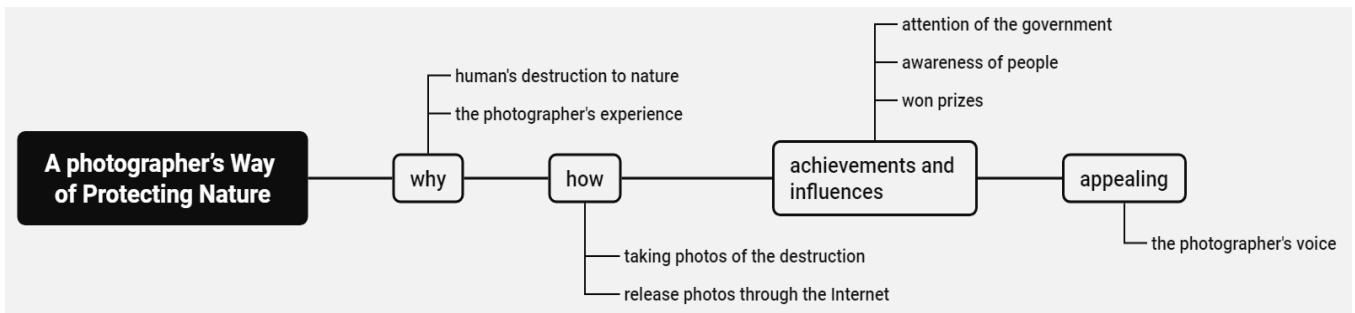 A photographer's Way
of Protecting Nature
why
human's destruction to nature
the photographer's experience
how
taking photos of the destruction
release photos through the Internet
achievements and
influences
attention of the government
awareness of people
won prizes
appealing
the photographer's voice